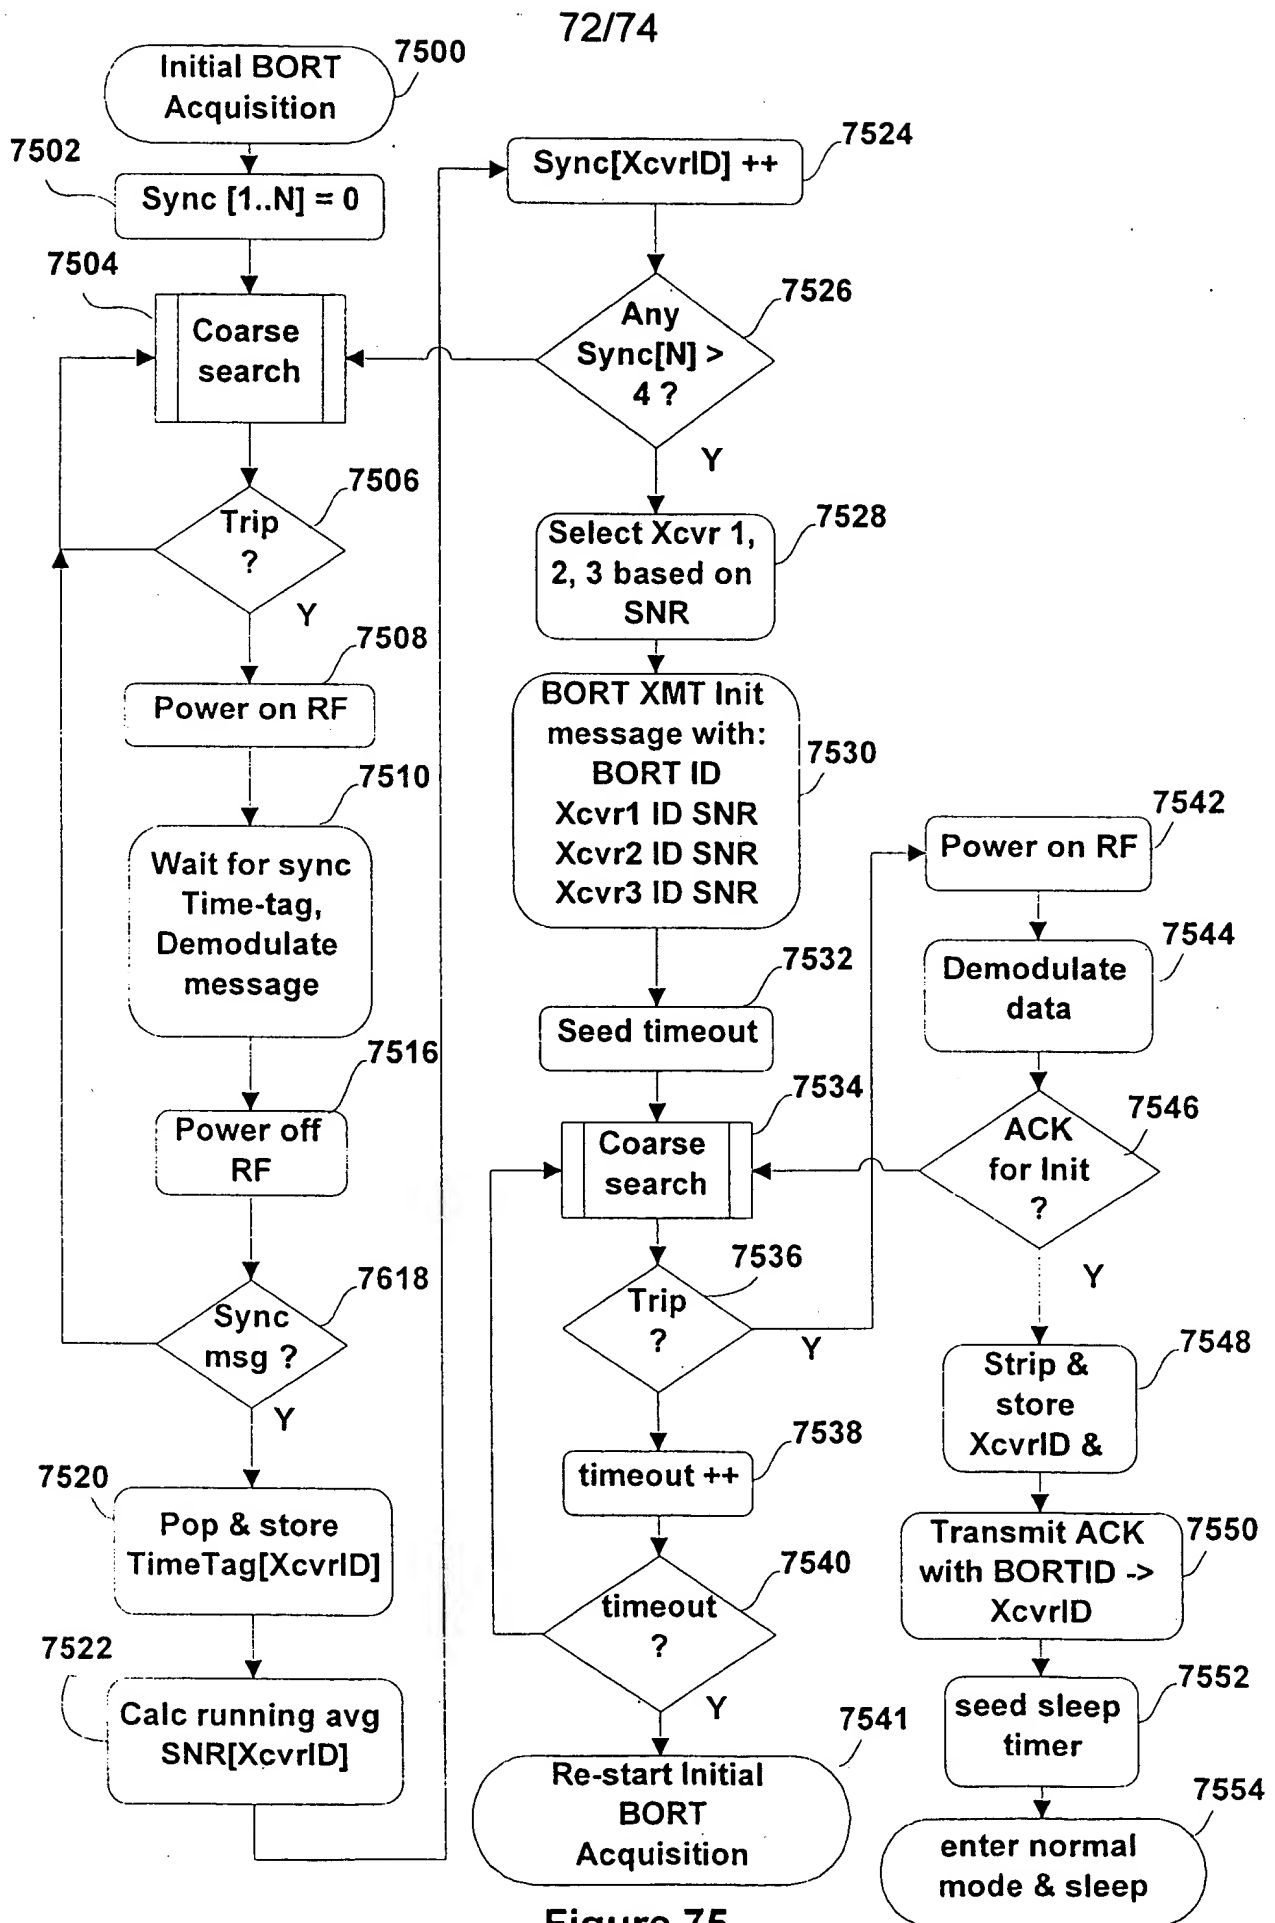 72/74
Initial BORT
Acquisition
7500
7502
Sync [1..N] = 0
7504
Coarse
search
Trip
?
7506
Y
7508
Power on RF
7510
Wait for sync
Time-tag,
Demodulate
message
7516
Power off
RF
7618
Sync
msg ?
Y
7520
Pop & store
TimeTag[XcvrID]
7522
Calc running avg
SNR[XcvrID]
7524
Sync[XcvrID] ++
7526
Any
Sync[N] >
4 ?
Y
7528
Select Xcvr 1,
2, 3 based on
SNR
BORT XMT Init
message with:
BORT ID
Xcvr1 ID SNR
Xcvr2 ID SNR
Xcvr3 ID SNR
7530
7532
Seed timeout
7534
Coarse
search
7536
Trip
?
Y
7538
timeout ++
7540
timeout
?
Y
7541
Re-start Initial
BORT
Acquisition
7542
Power on RF
7544
Demodulate
data
7546
ACK
for Init
?
Y
7548
Strip &
store
XcvrID &
Transmit ACK
with BORTID ->
XcvrID
7550
7552
seed sleep
timer
7554
enter normal
mode & sleep
Figure 75